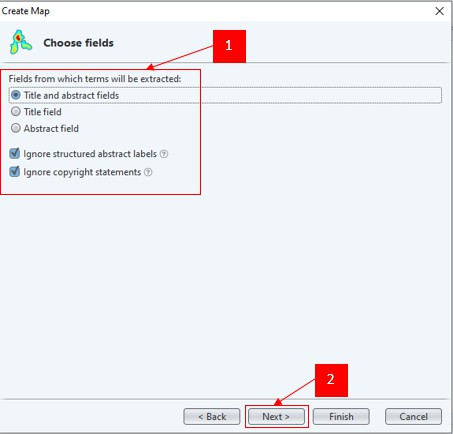 Create Map
Choose fields
1
Fields from which terms will be extracted:
Title and abstract fields
Title field
Abstract field
Ignore structured abstract labels ?
Ignore copyright statements ?
2
< Back Next > Finish Cancel